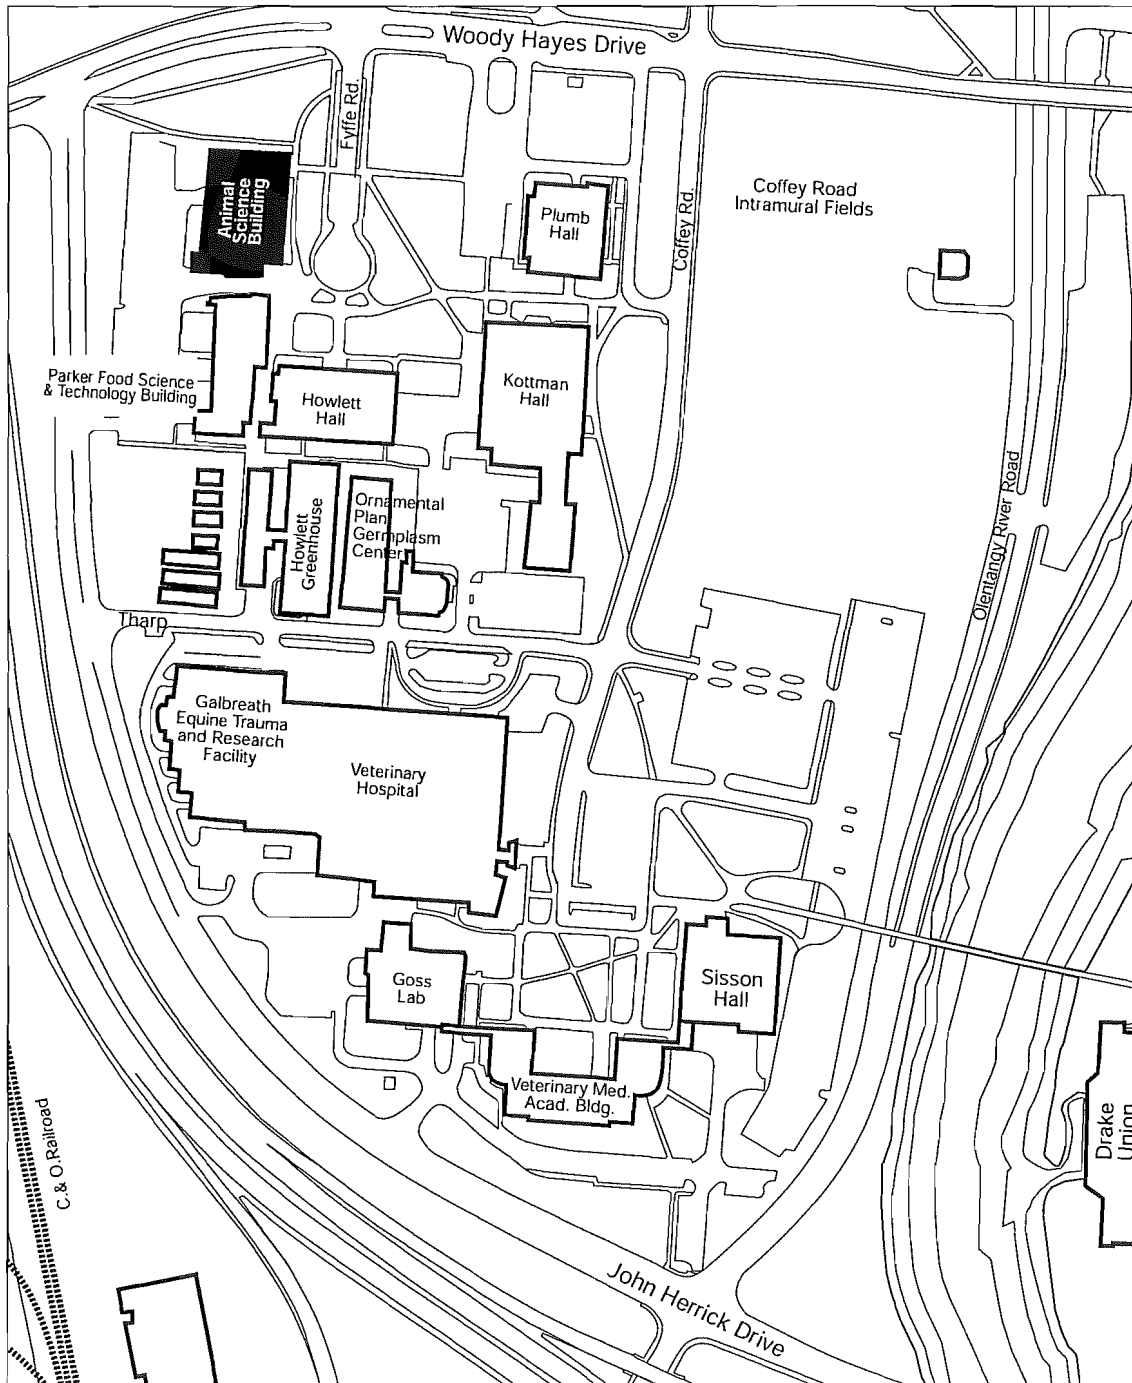 Woody Hayes Drive
Fyffe Rd.
Animal
Science
Building
Plumb
Hall
Coffey Rd.
Coffey Road
Intramural Fields
Parker Food Science
& Technology Building
Howlett
Hall
Kottman
Hall
Howlett
Greenhouse
Ornamental
Plan
Germplasm
Center
Olentangy River Road
Tharp
Galbreath
Equine Trauma
and Research
Facility
Veterinary
Hospital
Goss
Lab
Sisson
Hall
Veterinary Med.
Acad. Bldg.
Drake
Union
C.& O.Railroad
John Herrick Drive